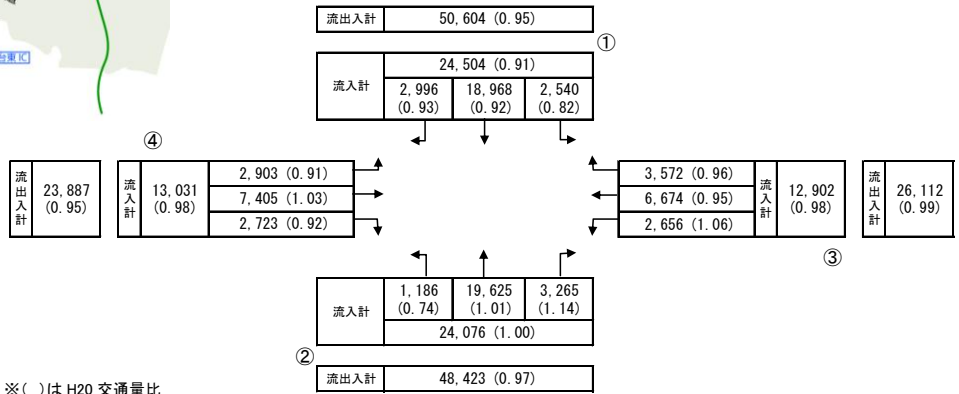 台東IC
流出入計 50,604 (0.95)
①
流入計 24,504 (0.91)
2,996 18,968 2,540
(0.93) (0.92) (0.82)
④
流出入計 23,887 (0.95)
流入計 13,031 (0.98)
2,903 (0.91)
7,405 (1.03)
2,723 (0.92)
3,572 (0.96)
6,674 (0.95)
2,656 (1.06)
流入計 12,902 (0.98)
流出入計 26,112 (0.99)
③
流入計
1,186 19,625 3,265
(0.74) (1.01) (1.14)
24,076 (1.00)
②
流出入計 48,423 (0.97)
※( )は H20 交通量比